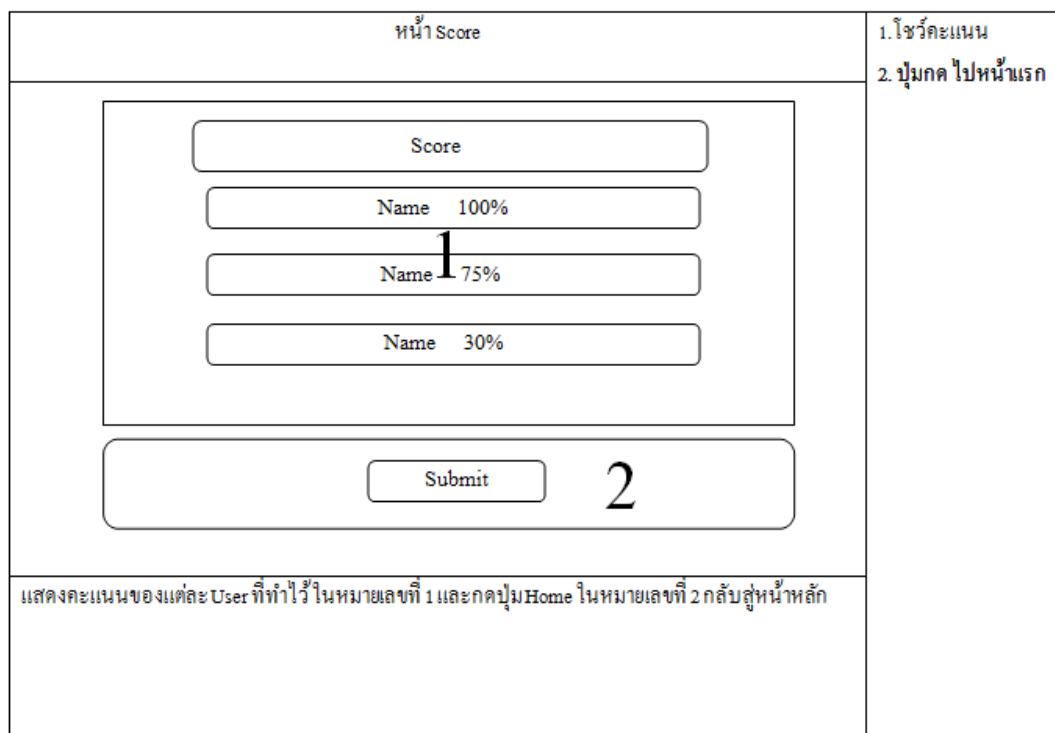 หน้า Score
1.โชว์คะแนน
2. ปุ่มกด ไปหน้าแรก
Score
Name 100%
1
Name 75%
Name 30%
Submit
2
แสดงคะแนนของแต่ละ User ที่ทำไว้ ในหมายเลขที่ 1 และกดปุ่ม Home ในหมายเลขที่ 2 กลับสู่หน้าหลัก